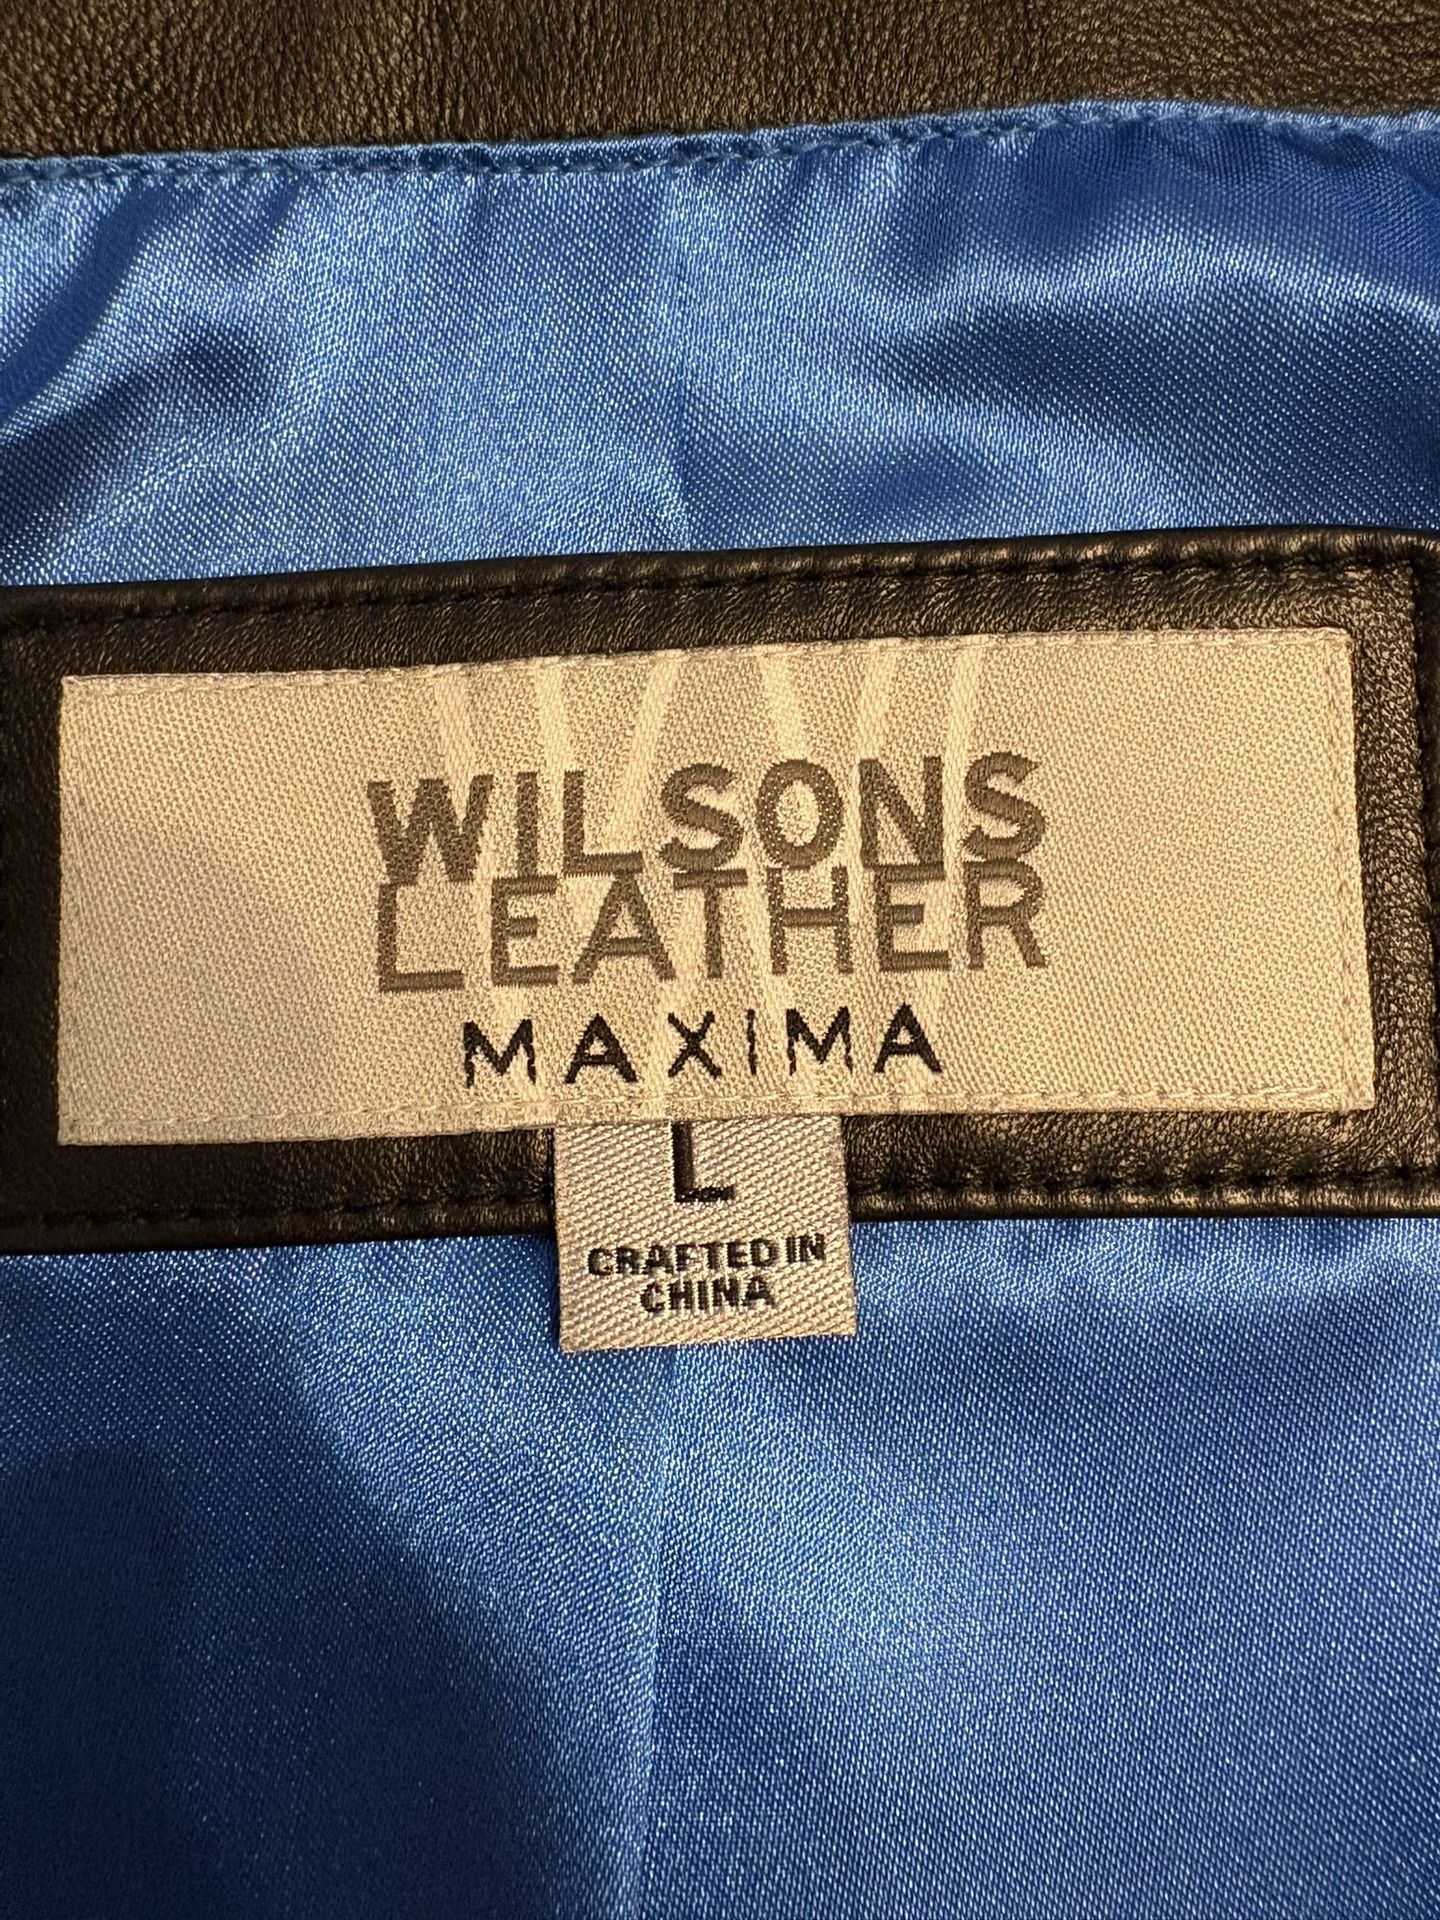 WILSONS
LEATHER
MAXIMA
L
CRAFTED IN
CHINA